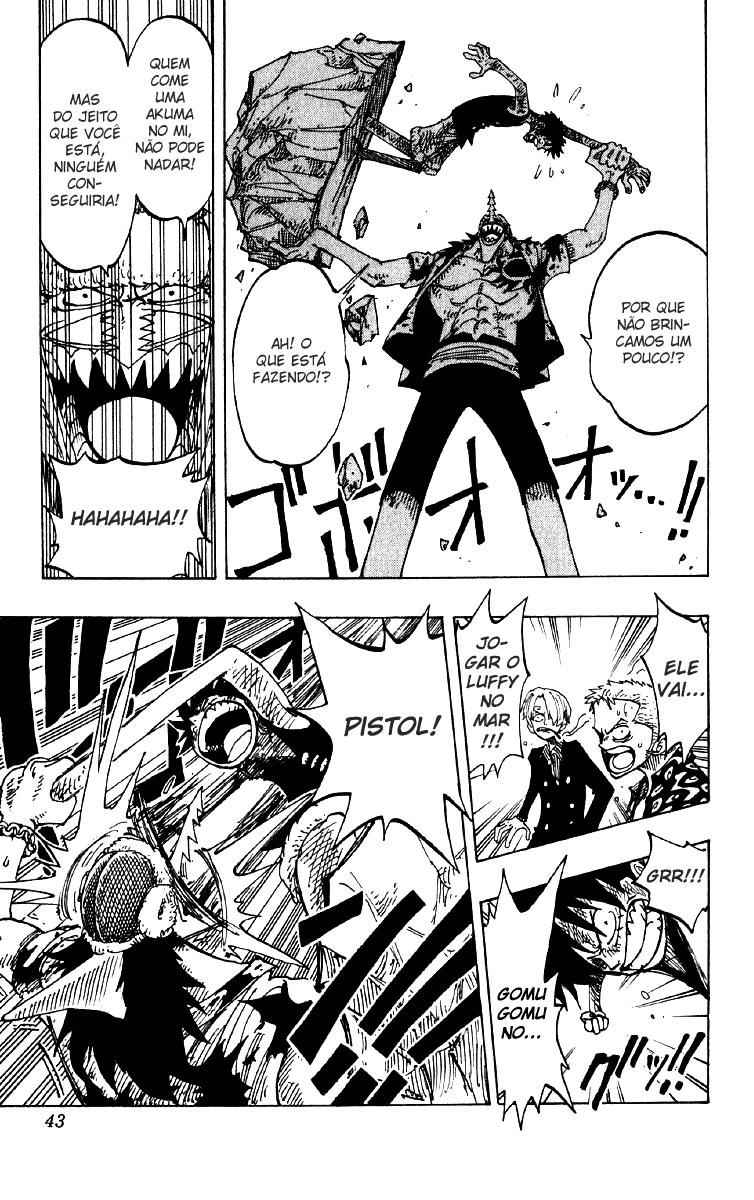 POR QUE
NÃO BRIN-
CAMOS UM
POUCO!?
AH! O
QUE ESTÁ
FAZENDO!?
ゴボオオッ...!!
QUEM
COME
UMA
AKUMA
NO MI,
NÃO PODE
NADAR!
MAS
DO JEITO
QUE VOCÊ
ESTÁ,
NINGUÉM
CON-
SEGUIRIA!
HAHAHAHA!!
ELE
VAI...
JO-
GAR O
LUFFY
NO
MAR
!!!
GRR!!!
GOMU
GOMU
NO...
グッ!!
PISTOL!
43